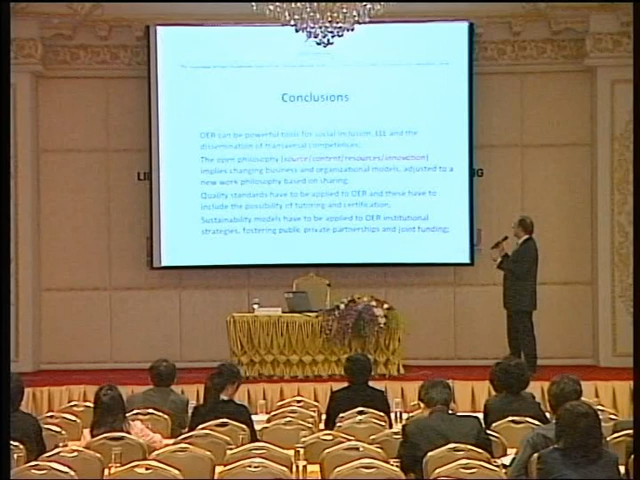 Conclusions
OER can be powerful tools for social inclusion, LLL and the
dissemination of transversal competences;
The open philosophy (source/content/resources/innovation)
implies changing business and organizational models, adjusted to a
new work philosophy based on sharing;
Quality standards have to be applied to OER and these have to
include the possibility of tutoring and certification;
Sustainability models have to be applied to OER institutional
strategies, fostering public private partnerships and joint funding;